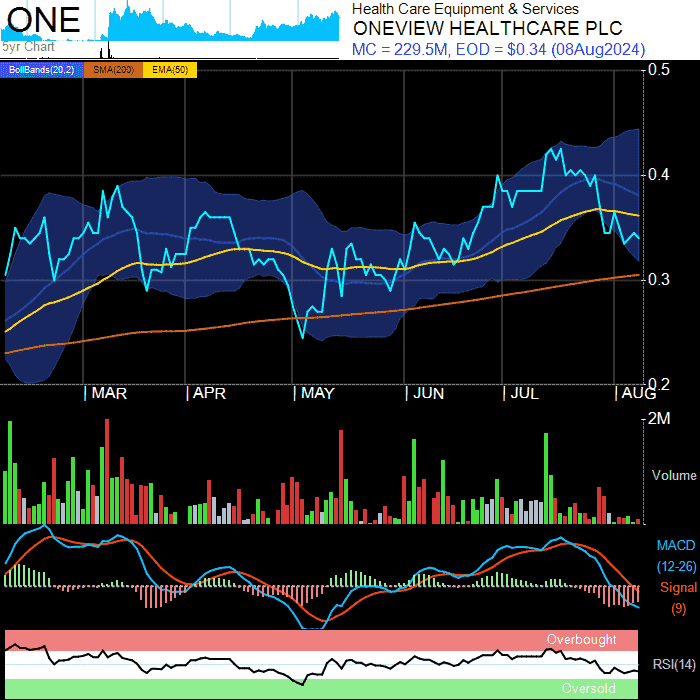 ONE
Health Care Equipment & Services
ONEVIEW HEALTHCARE PLC
5yr Chart
MC = 229.5M, EOD = $0.34 (08Aug2024)
BollBands(20,2) SMA(200) EMA(50)
0.5
0.4
0.3
0.2
| MAR | APR | MAY | JUN | JUL | AUG
2M
Volume
MACD
(12-26)
Signal
(9)
Overbought
RSI(14)
Oversold